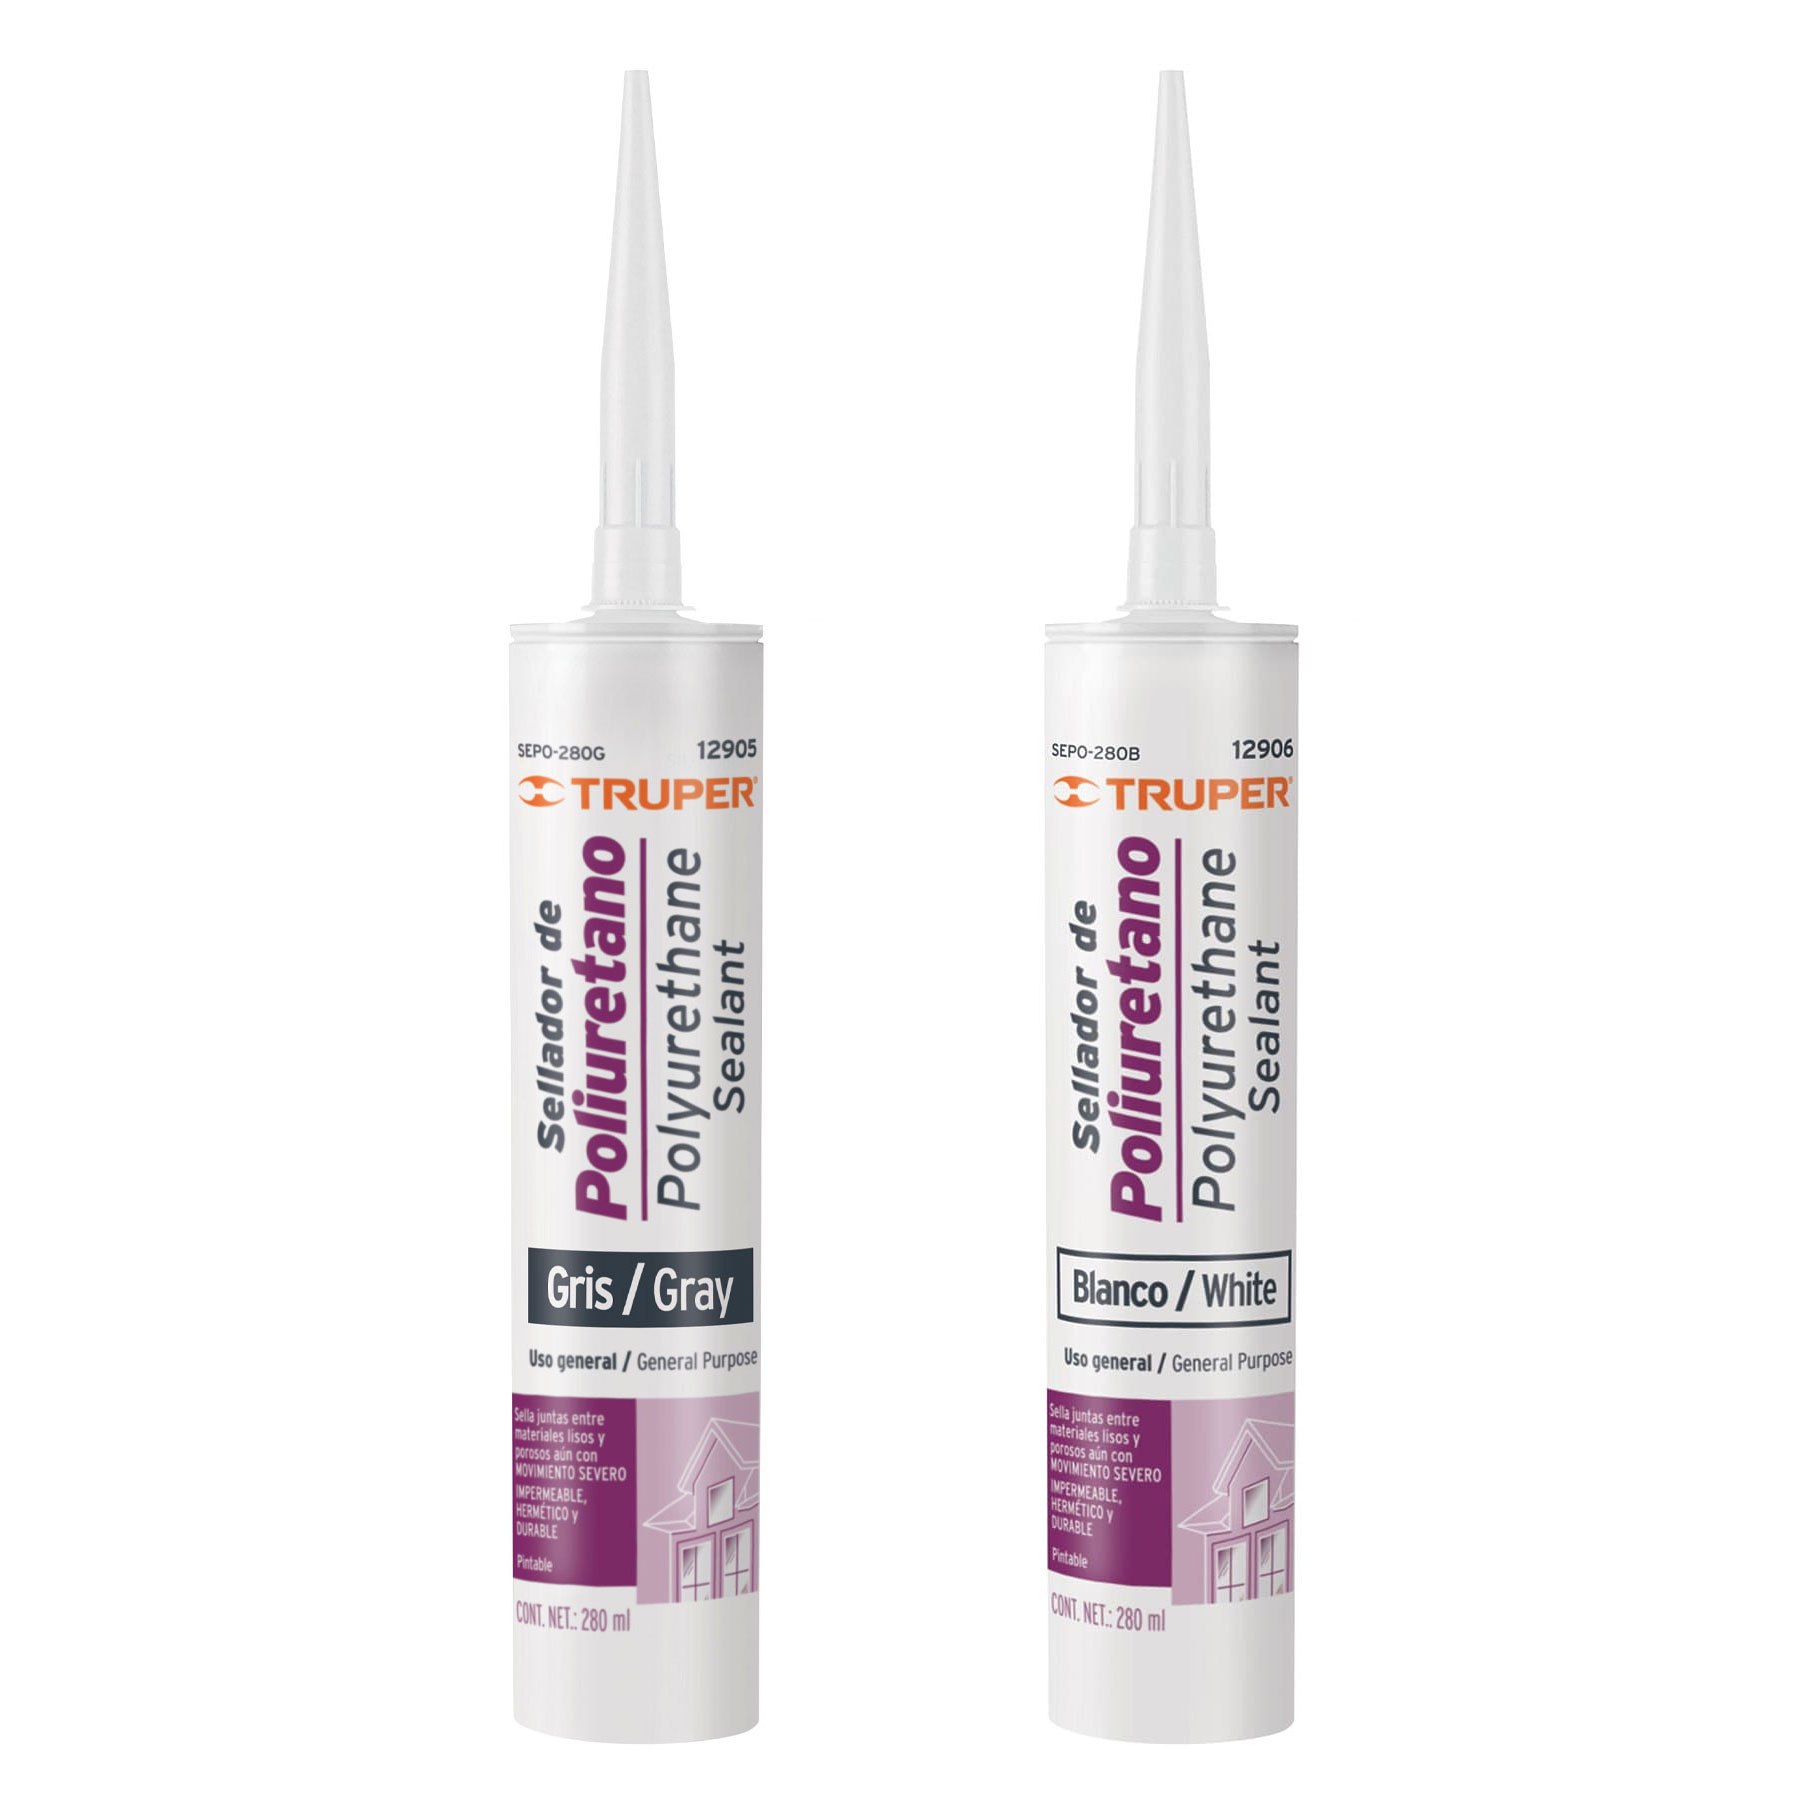 SEPO-280G 12905
TRUPER®
Sellador de
Poliuretano
Polyurethane
Sealant
Gris / Gray
Uso general / General Purpose
Sella juntas entre
materiales lisos y
porosos aún con
MOVIMIENTO SEVERO
IMPERMEABLE,
HERMÉTICO y
DURABLE
Pintable
CONT. NET.: 280 ml
SEPO-280B 12906
TRUPER®
Sellador de
Poliuretano
Polyurethane
Sealant
Blanco / White
Uso general / General Purpose
Sella juntas entre
materiales lisos y
porosos aún con
MOVIMIENTO SEVERO
IMPERMEABLE,
HERMÉTICO y
DURABLE
Pintable
CONT. NET.: 280 ml